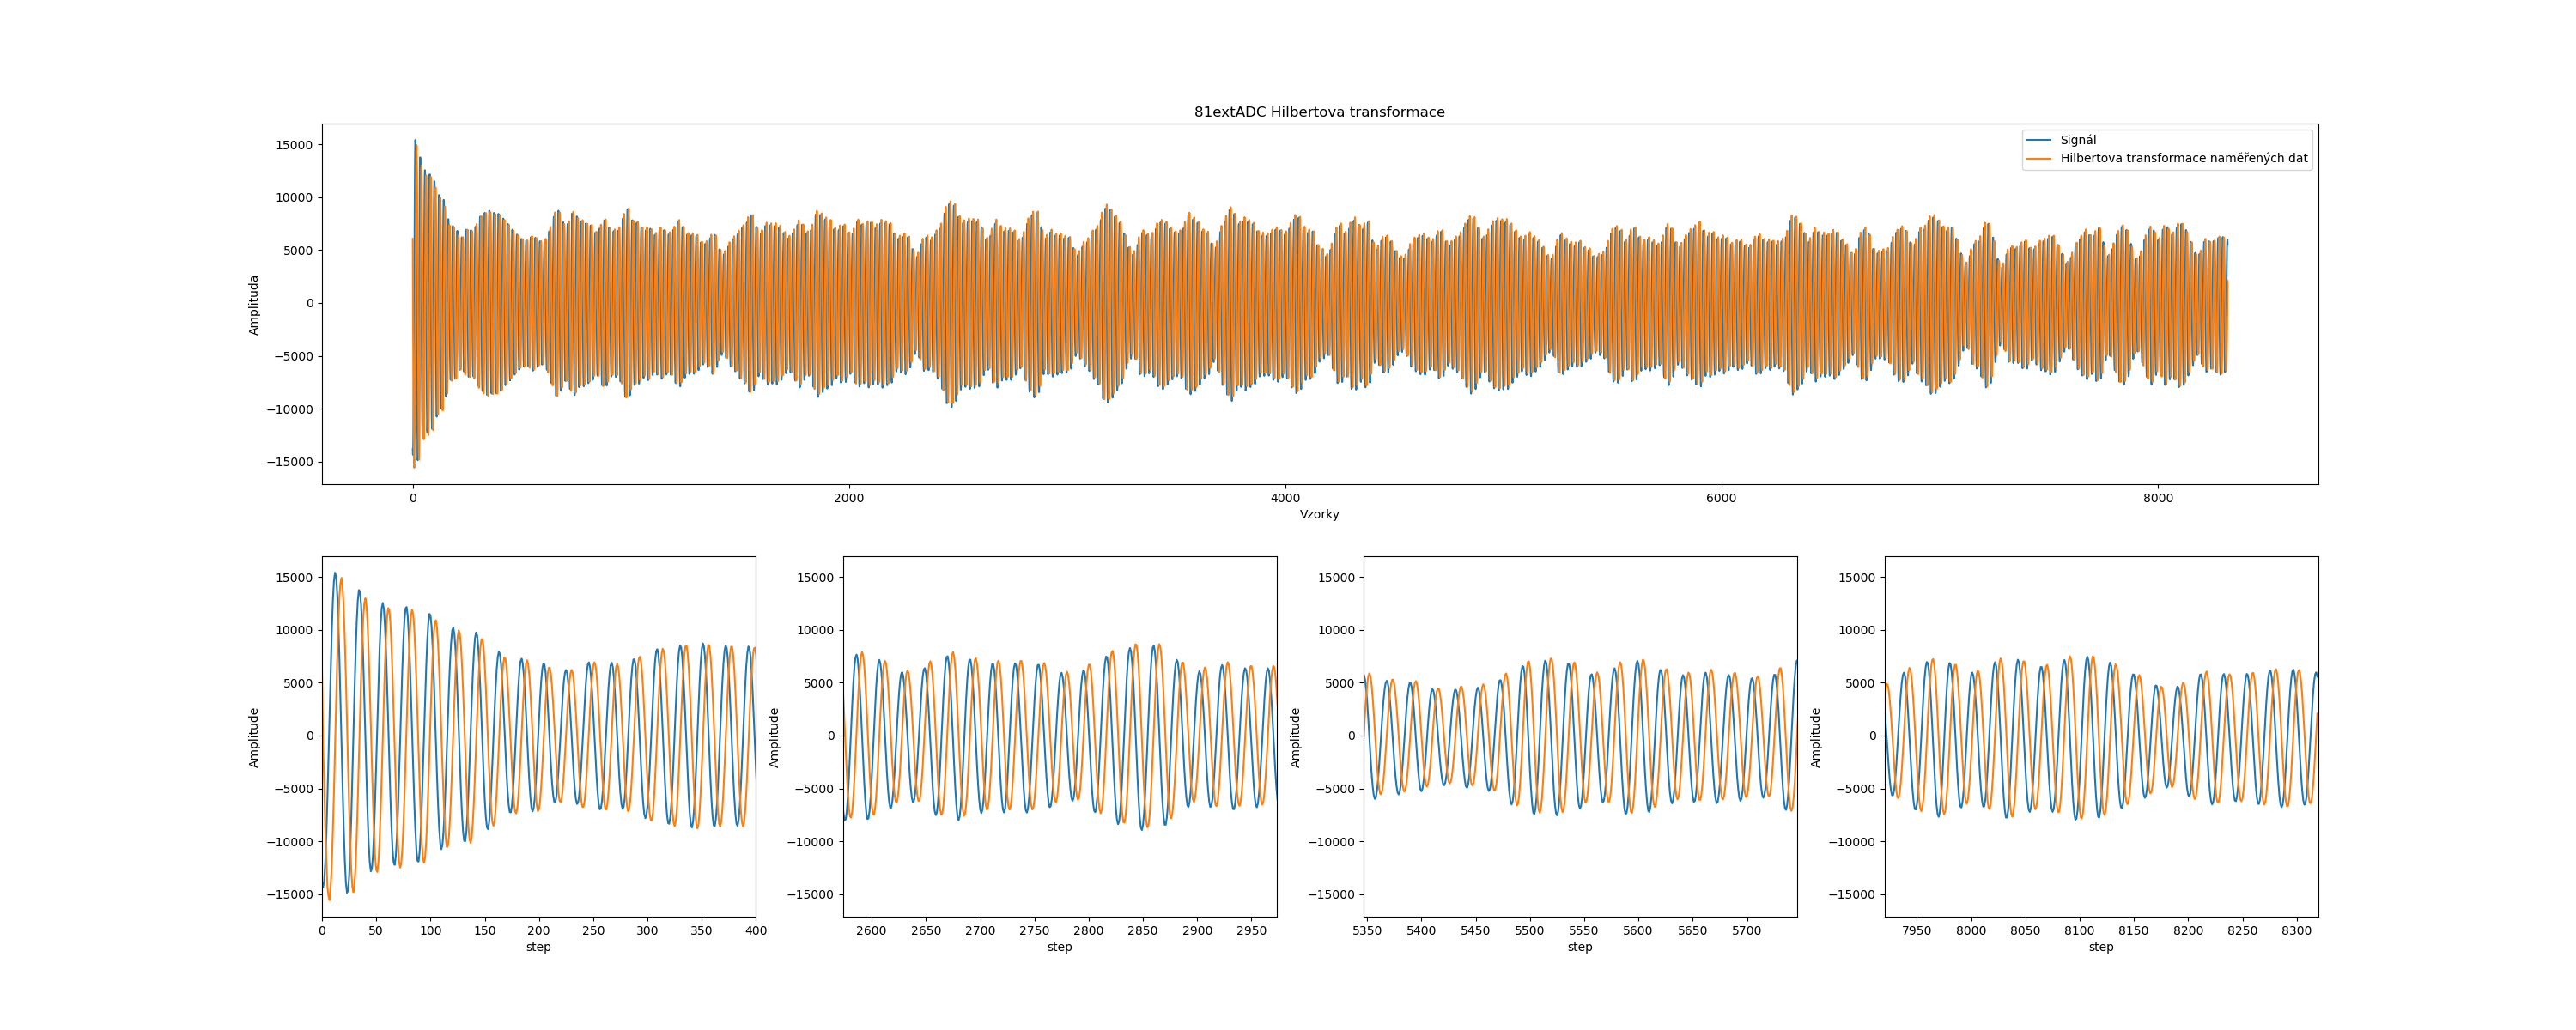 81extADC Hilbertova transformace
Signál
Hilbertova transformace naměřených dat
Amplituda
15000
10000
5000
0
−5000
−10000
−15000
0 2000 4000 6000 8000
Vzorky
Amplitude
15000
10000
5000
0
−5000
−10000
−15000
0 50 100 150 200 250 300 350 400
step
Amplitude
15000
10000
5000
0
−5000
−10000
−15000
2600 2650 2700 2750 2800 2850 2900 2950
step
Amplitude
15000
10000
5000
0
−5000
−10000
−15000
5350 5400 5450 5500 5550 5600 5650 5700
step
Amplitude
15000
10000
5000
0
−5000
−10000
−15000
7950 8000 8050 8100 8150 8200 8250 8300
step